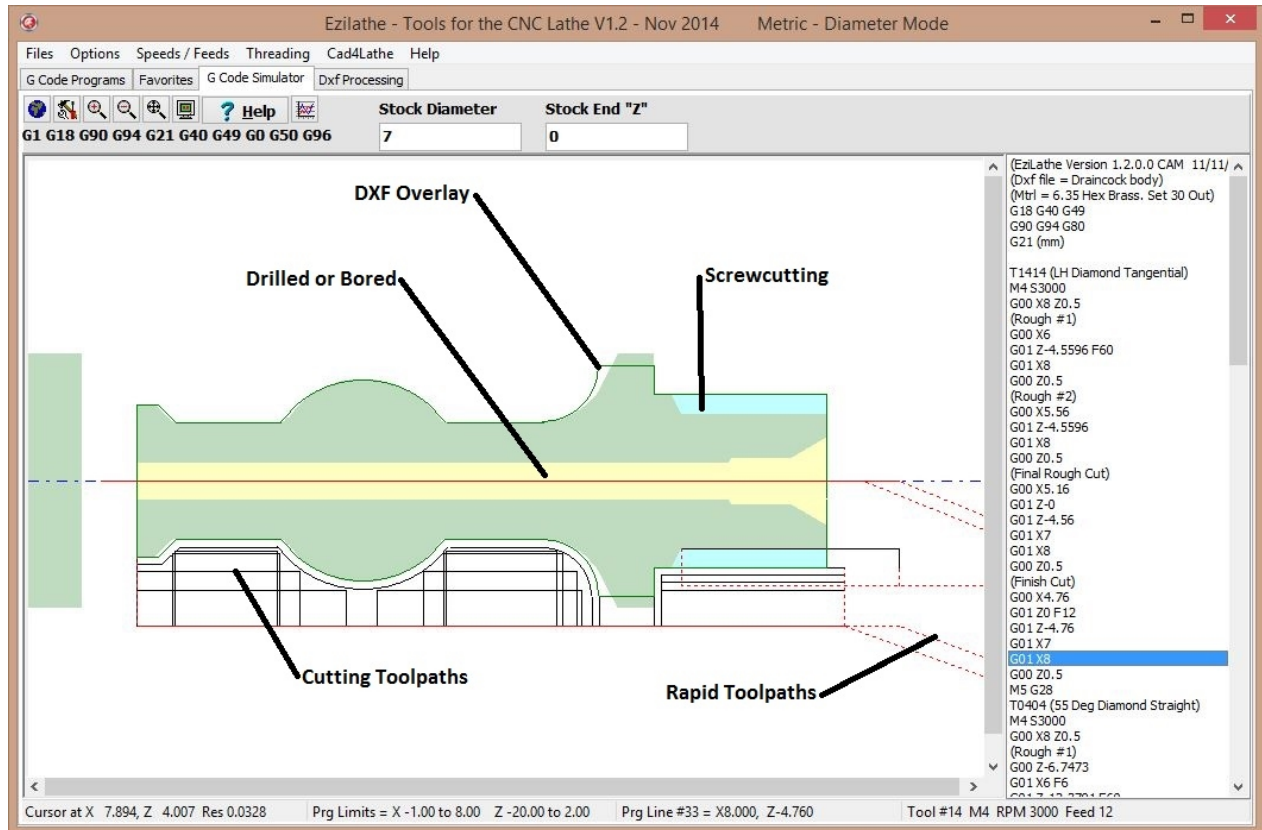 Ezilathe - Tools for the CNC Lathe V1.2 - Nov 2014 Metric - Diameter Mode
Files Options Speeds / Feeds Threading Cad4Lathe Help
G Code Programs Favorites G Code Simulator Dxf Processing
? Help
Stock Diameter Stock End "Z"
G1 G18 G90 G94 G21 G40 G49 G0 G50 G96
7 0
DXF Overlay
Drilled or Bored
Screwcutting
Cutting Toolpaths
Rapid Toolpaths
(EziLathe Version 1.2.0.0 CAM 11/11/
(Dxf file = Draincock body)
(Mtrl = 6.35 Hex Brass. Set 30 Out)
G18 G40 G49
G90 G94 G80
G21 (mm)
T1414 (LH Diamond Tangential)
M4 S3000
G00 X8 Z0.5
(Rough #1)
G00 X6
G01 Z-4.5596 F60
G01 X8
G00 Z0.5
(Rough #2)
G00 X5.56
G01 Z-4.5596
G01 X8
G00 Z0.5
(Final Rough Cut)
G00 X5.16
G01 Z-0
G01 Z-4.56
G01 X7
G01 X8
G00 Z0.5
(Finish Cut)
G00 X4.76
G01 Z0 F12
G01 Z-4.76
G01 X7
G01 X8
G00 Z0.5
M5 G28
T0404 (55 Deg Diamond Straight)
M4 S3000
G00 X8 Z0.5
(Rough #1)
G00 Z-6.7473
G01 X6 F6
Cursor at X 7.894, Z 4.007 Res 0.0328 Prg Limits = X -1.00 to 8.00 Z -20.00 to 2.00 Prg Line #33 = X8.000, Z-4.760 Tool #14 M4 RPM 3000 Feed 12